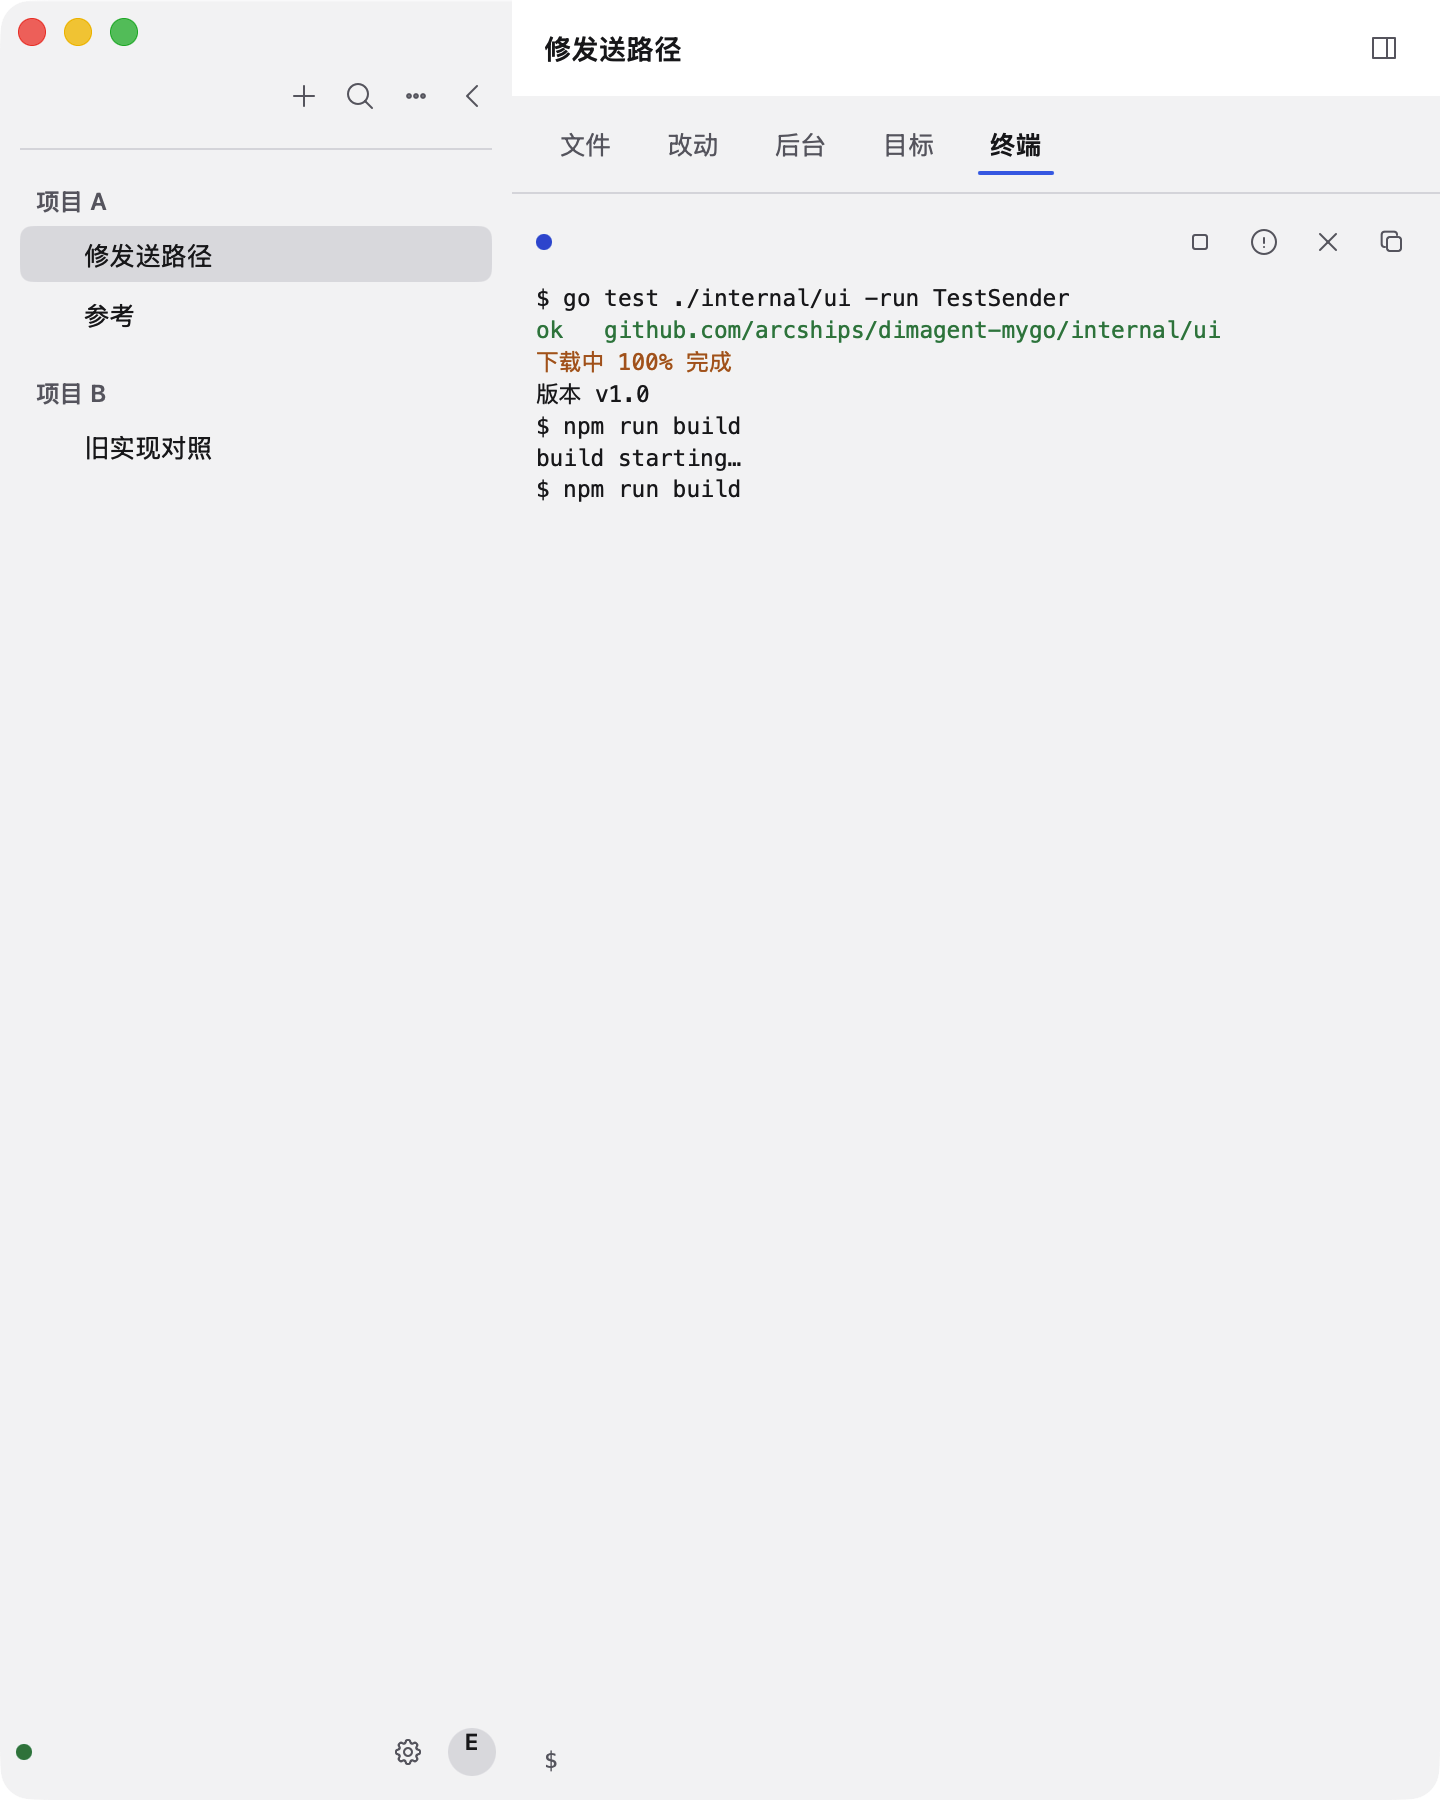 项目 A
修发送路径
参考
项目 B
旧实现对照
E
修发送路径
文件 改动 后台 目标 终端
$ go test ./internal/ui -run TestSender
ok   github.com/arcships/dimagent-mygo/internal/ui
下载中 100% 完成
版本 v1.0
$ npm run build
build starting…
$ npm run build
$